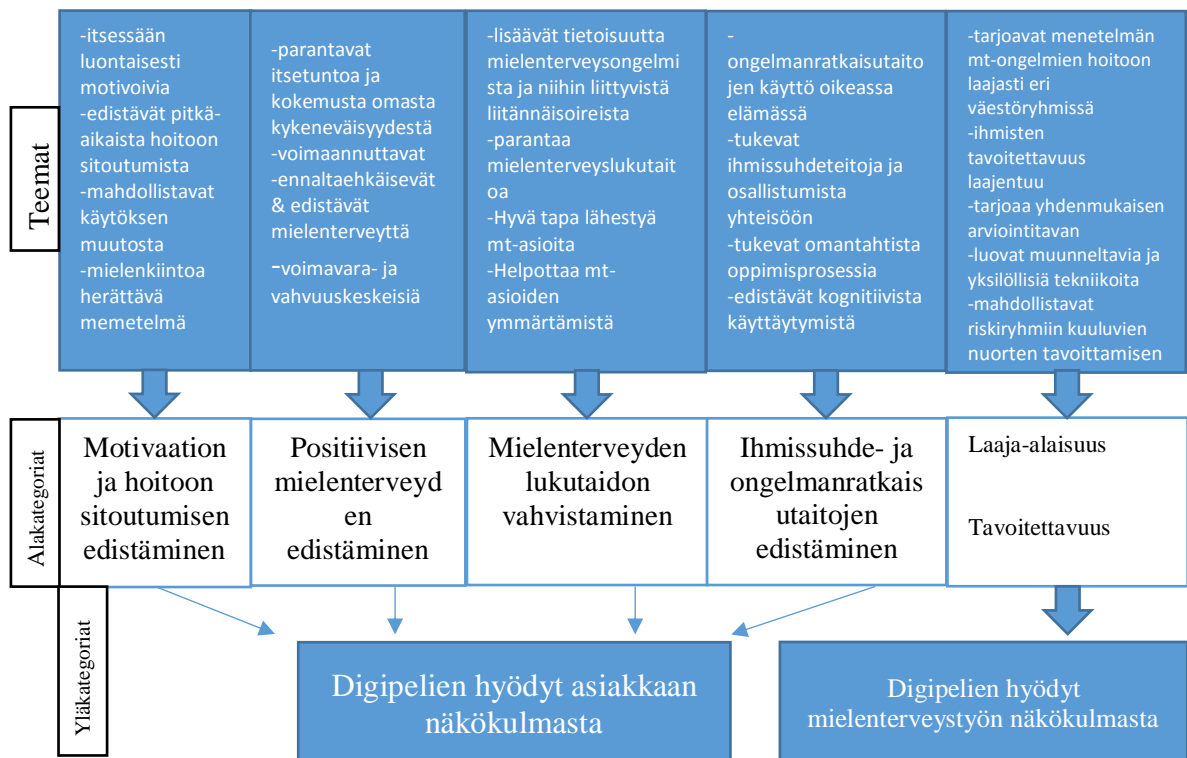 Teemat
-itsessään
luontaisesti
motivoivia
-edistävät pitkä-
aikaista hoitoon
sitoutumista
-mahdollistavat
käytöksen
muutosta
-mielenkiintoa
herättävä
memetelmä
-parantavat
itsetuntoa ja
kokemusta omasta
kykeneväisyydestä
-voimaannuttavat
-ennaltaehkäisevät
& edistävät
mielenterveyttä
-voimavara- ja
vahvuuskeskeisiä
-lisäävät tietoisuutta
mielenterveysongelmi
sta ja niihin liittyvistä
liitännäisoireista
-parantaa
mielenterveyslukutait
oa
-Hyvä tapa lähestyä
mt-asioita
-Helpottaa mt-
asioiden
ymmärtämistä
-
ongelmanratkaisutaito
jen käyttö oikeassa
elämässä
-tukevat
ihmissuhdeteitoja ja
osallistumista
yhteisöön
-tukevat omantahtista
oppimisprosessia
-edistävät kognitiivista
käyttäytymistä
-tarjoavat menetelmän
mt-ongelmien hoitoon
laajasti eri
väestöryhmissä
-ihmisten
tavoitettavuus
laajentuu
-tarjoaa yhdenmukaisen
arviointitavan
-luovat muunneltavia ja
yksilöllisiä tekniikoita
-mahdollistavat
riskiryhmiin kuuluvien
nuorten tavoittamisen
Alakategoriat
Motivaation
ja hoitoon
sitoutumisen
edistäminen
Positiivisen
mielenterveyd
en
edistäminen
Mielenterveyden
lukutaidon
vahvistaminen
Ihmissuhde- ja
ongelmanratkais
utaitojen
edistäminen
Laaja-alaisuus
Tavoitettavuus
Yläkategoriat
Digipelien hyödyt asiakkaan
näkökulmasta
Digipelien hyödyt
mielenterveystyön näkökulmasta